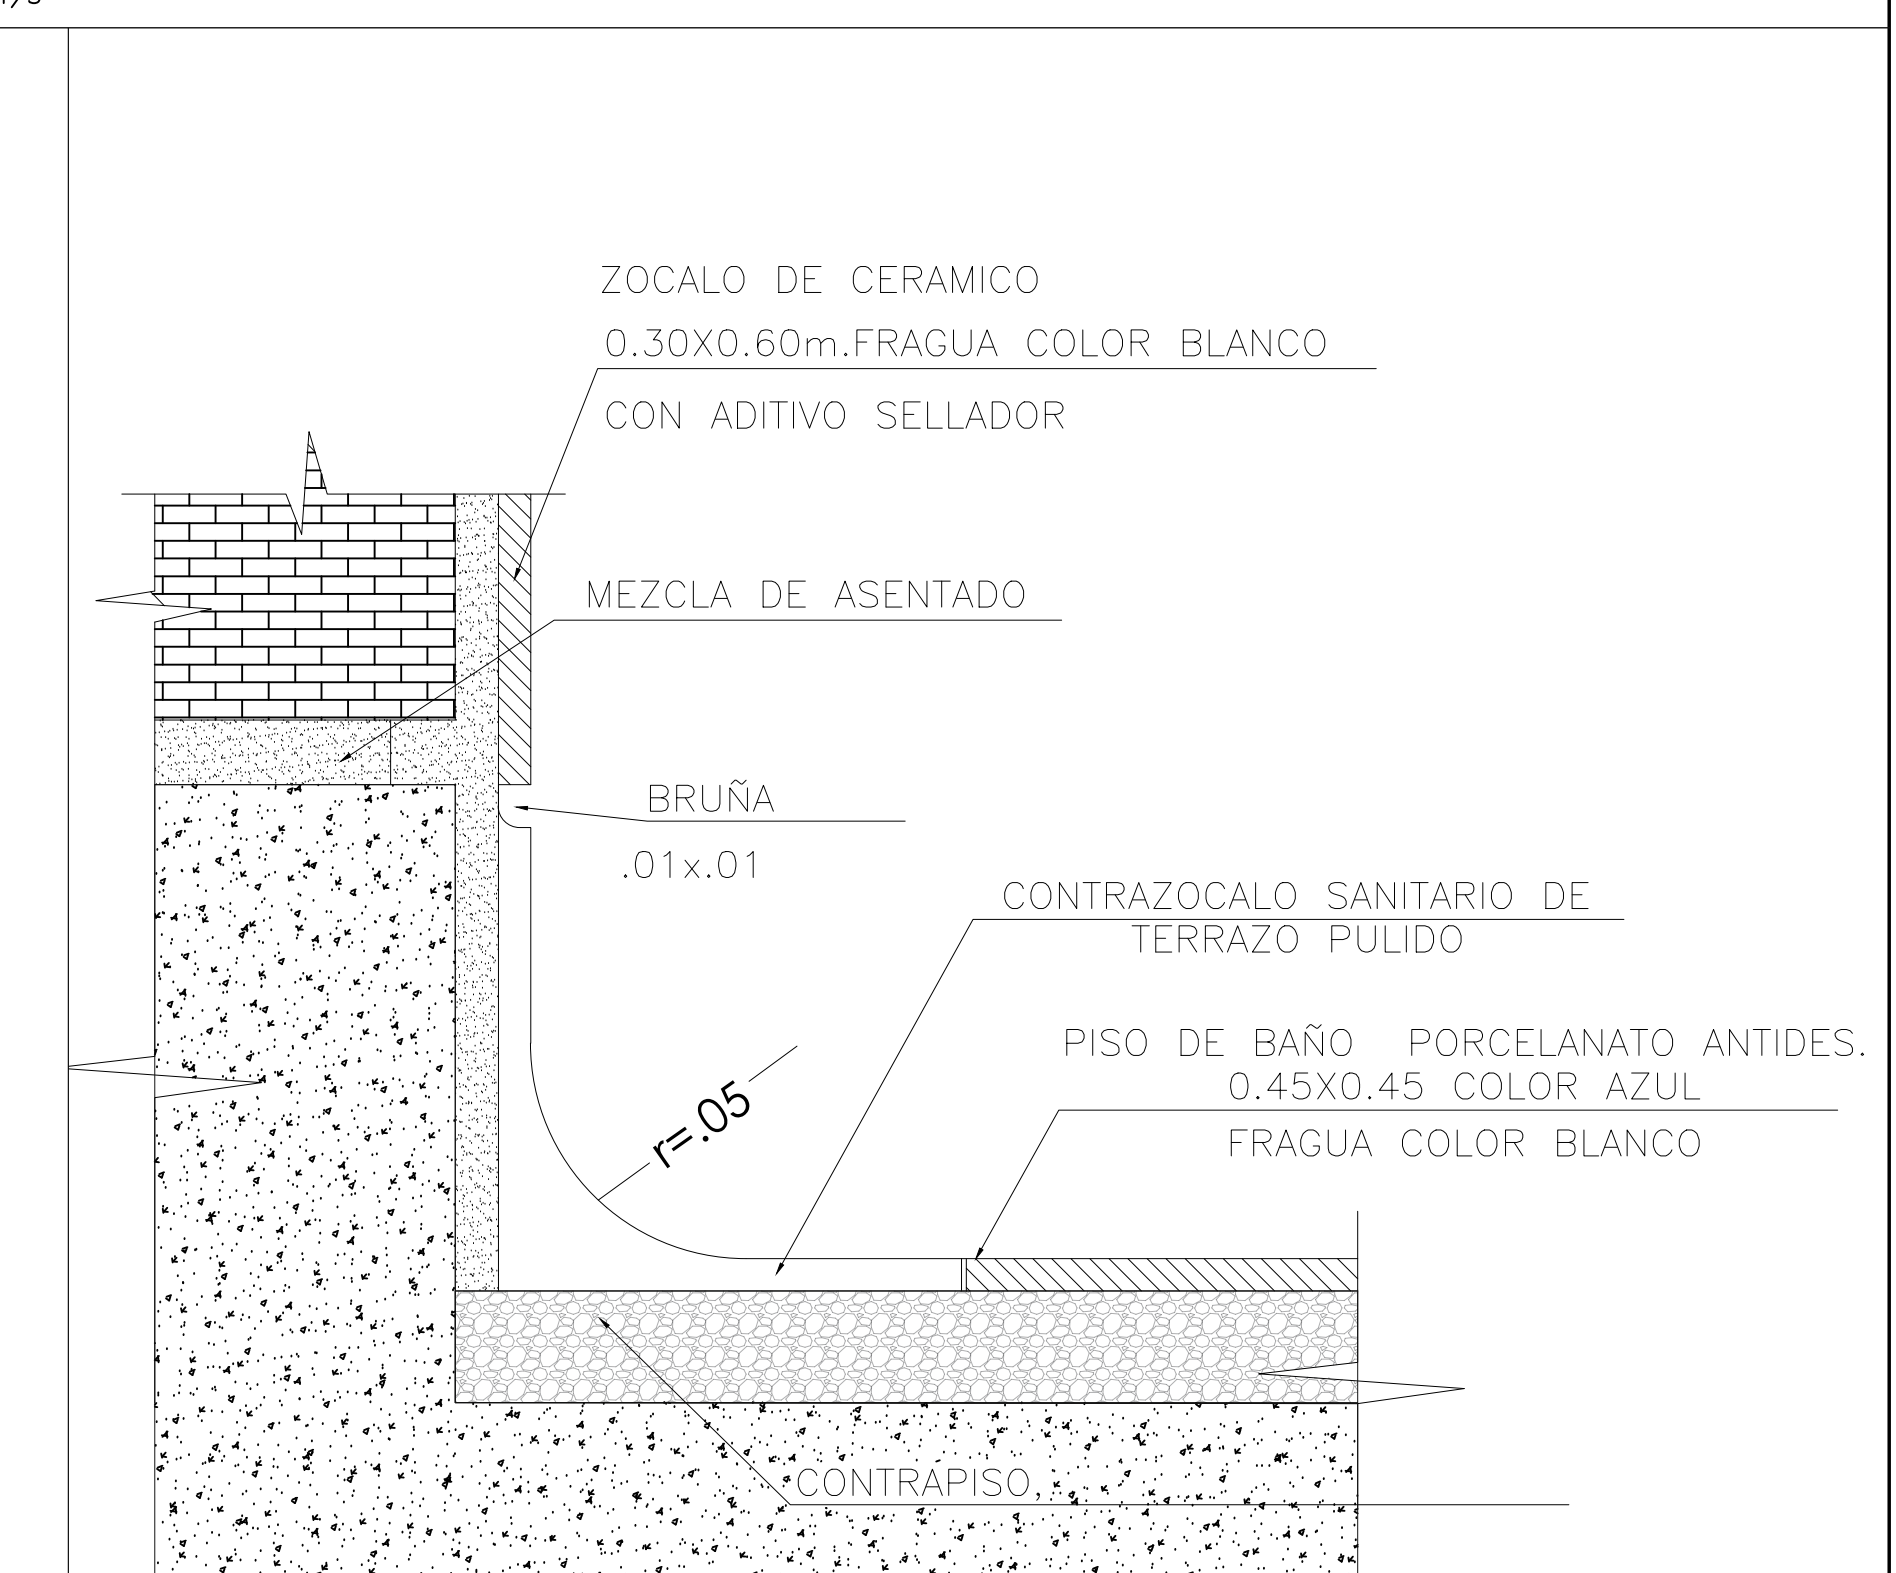 ZOCALO DE CERAMICO
0.30X0.60m.FRAGUA COLOR BLANCO
CON ADITIVO SELLADOR
MEZCLA DE ASENTADO
BRUÑA
.01x.01
CONTRAZOCALO SANITARIO DE
TERRAZO PULIDO
PISO DE BAÑO PORCELANATO ANTIDES.
0.45X0.45 COLOR AZUL
FRAGUA COLOR BLANCO
r=.05
CONTRAPISO,